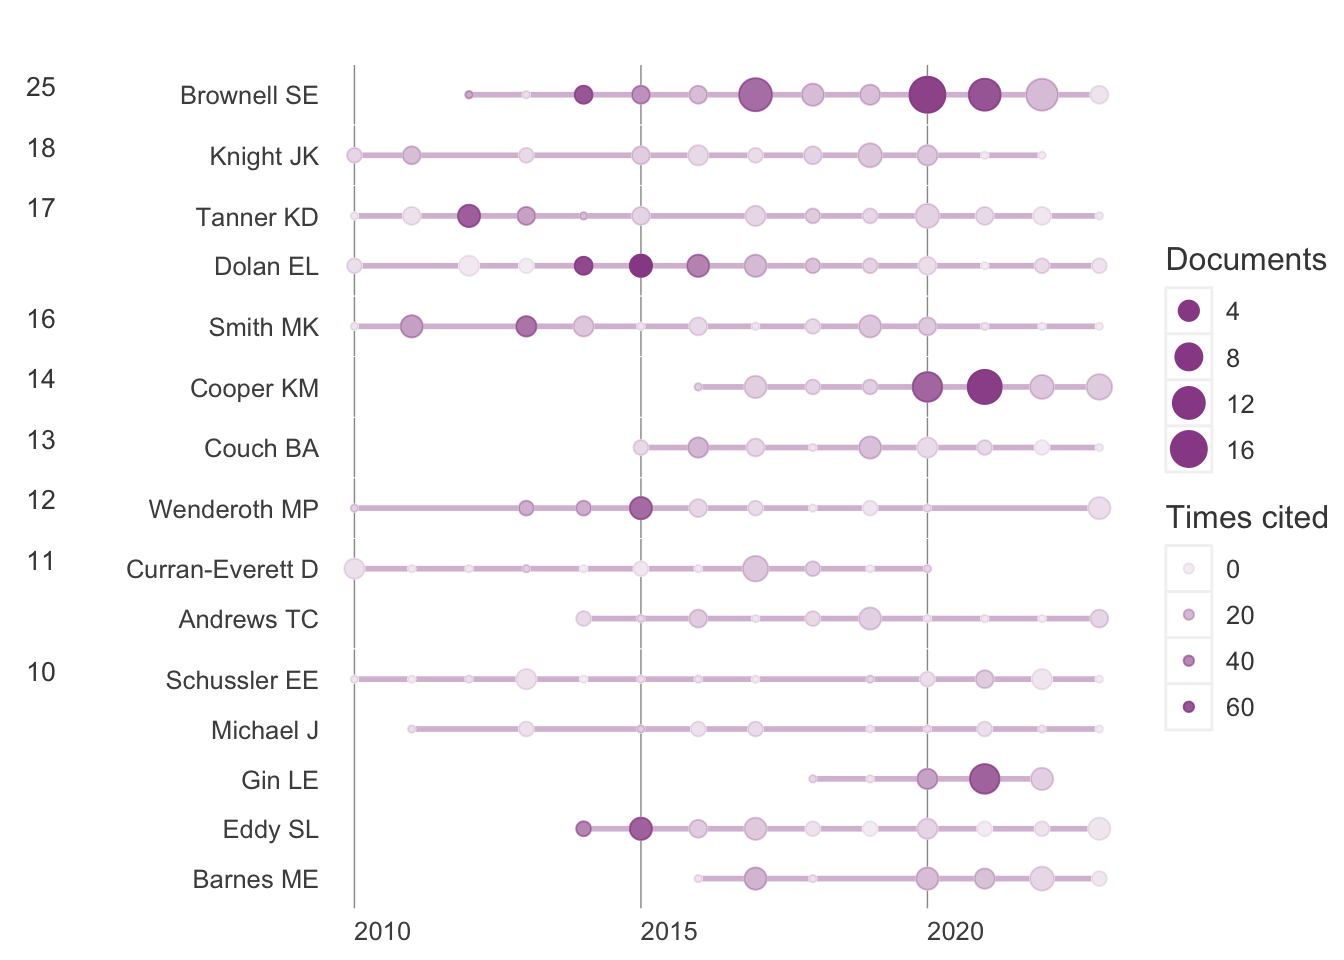 25 Brownell SE
18 Knight JK
17 Tanner KD
Dolan EL
16 Smith MK
14 Cooper KM
13 Couch BA
12 Wenderoth MP
11 Curran-Everett D
Andrews TC
10 Schussler EE
Michael J
Gin LE
Eddy SL
Barnes ME
2010 2015 2020
Documents
4
8
12
16
Times cited
0
20
40
60